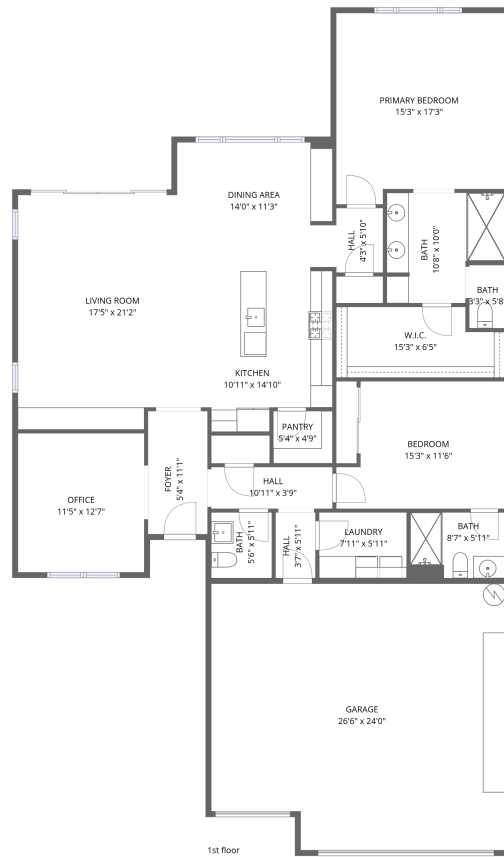 PRIMARY BEDROOM
15'3" x 17'3"
DINING AREA
14'0" x 11'3"
HALL
4'3" x 5'10"
BATH
10'8" x 10'0"
BATH
3'3" x 5'8
LIVING ROOM
17'5" x 21'2"
W.I.C.
15'3" x 6'5"
KITCHEN
10'11" x 14'10"
PANTRY
5'4" x 4'9"
BEDROOM
15'3" x 11'6"
OFFICE
11'5" x 12'7"
FOYER
5'4" x 11'1"
HALL
10'11" x 3'9"
BATH
5'6" x 5'11"
HALL
3'7" x 5'11"
LAUNDRY
7'11" x 5'11"
BATH
8'7" x 5'11"
GARAGE
26'6" x 24'0"
1st floor